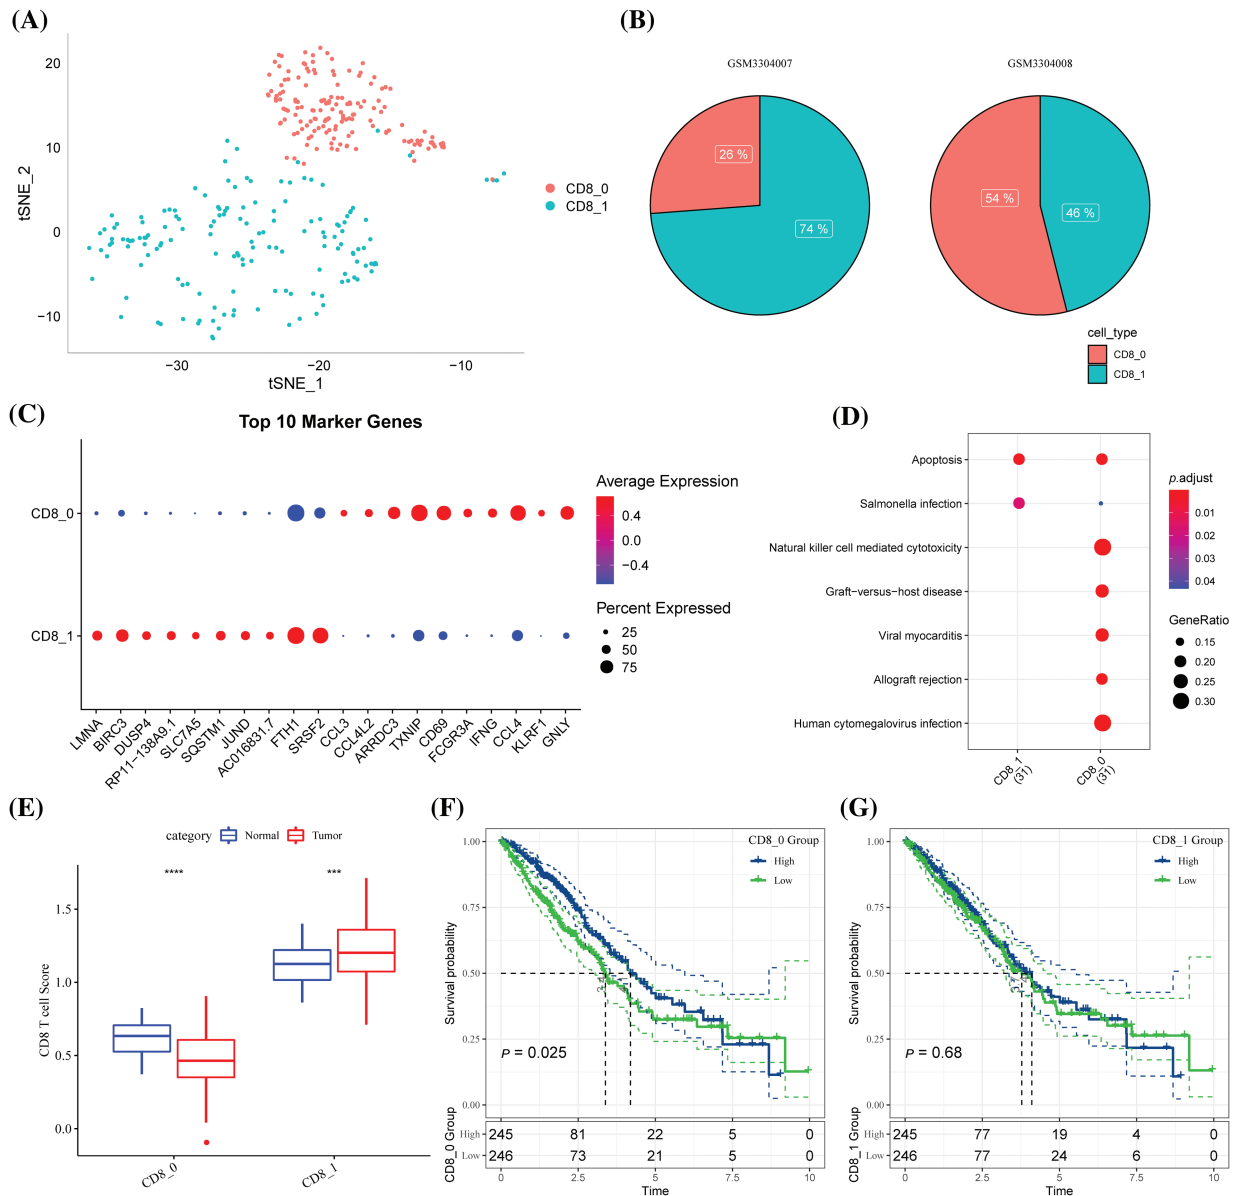 (A)
20
10
0
−10
tSNE_2
−30
−20
−10
tSNE_1
CD8_0
CD8_1
(B)
GSM3304007
GSM3304008
26 %
74 %
54 %
46 %
cell_type
CD8_0
CD8_1
(C)
Top 10 Marker Genes
CD8_0
CD8_1
LMNA
BIRC3
DUSP4
RP11−138A9.1
SLC7A5
SQSTM1
JUND
AC016831.7
FTH1
SRSF2
CCL3
CCL4L2
ARRDC3
TXNIP
CD69
FCGR3A
IFNG
CCL4
KLRF1
GNLY
Average Expression
0.4
0.0
−0.4
Percent Expressed
25
50
75
(D)
Apoptosis
Salmonella infection
Natural killer cell mediated cytotoxicity
Graft−versus−host disease
Viral myocarditis
Allograft rejection
Human cytomegalovirus infection
CD8_1
(31)
CD8_0
(31)
p.adjust
0.01
0.02
0.03
0.04
GeneRatio
0.15
0.20
0.25
0.30
(E)
category
Normal
Tumor
****
***
1.5
1.0
0.5
0.0
CD8 T cell Score
CD8_0
CD8_1
(F)
CD8_0 Group
High
Low
1.00
0.75
0.50
0.25
0.00
Survival probability
P = 0.025
CD8_0 Group
High 245 81 22 5 0
Low 246 73 21 5 0
0 2.5 5 7.5 10
Time
(G)
CD8_1 Group
High
Low
1.00
0.75
0.50
0.25
0.00
Survival probability
P = 0.68
CD8_1 Group
High 245 77 19 4 0
Low 246 77 24 6 0
0 2.5 5 7.5 10
Time